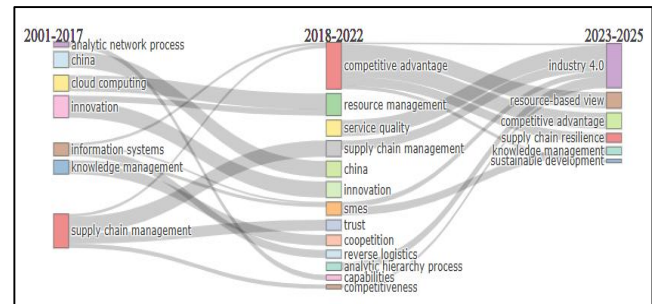 2001-2017
analytic network process
china
cloud computing
innovation
information systems
knowledge management
supply chain management
2018-2022
competitive advantage
resource management
service quality
supply chain management
china
innovation
smes
trust
coopetition
reverse logistics
analytic hierarchy process
capabilities
competitiveness
2023-2025
industry 4.0
resource-based view
competitive advantage
supply chain resilience
knowledge management
sustainable development